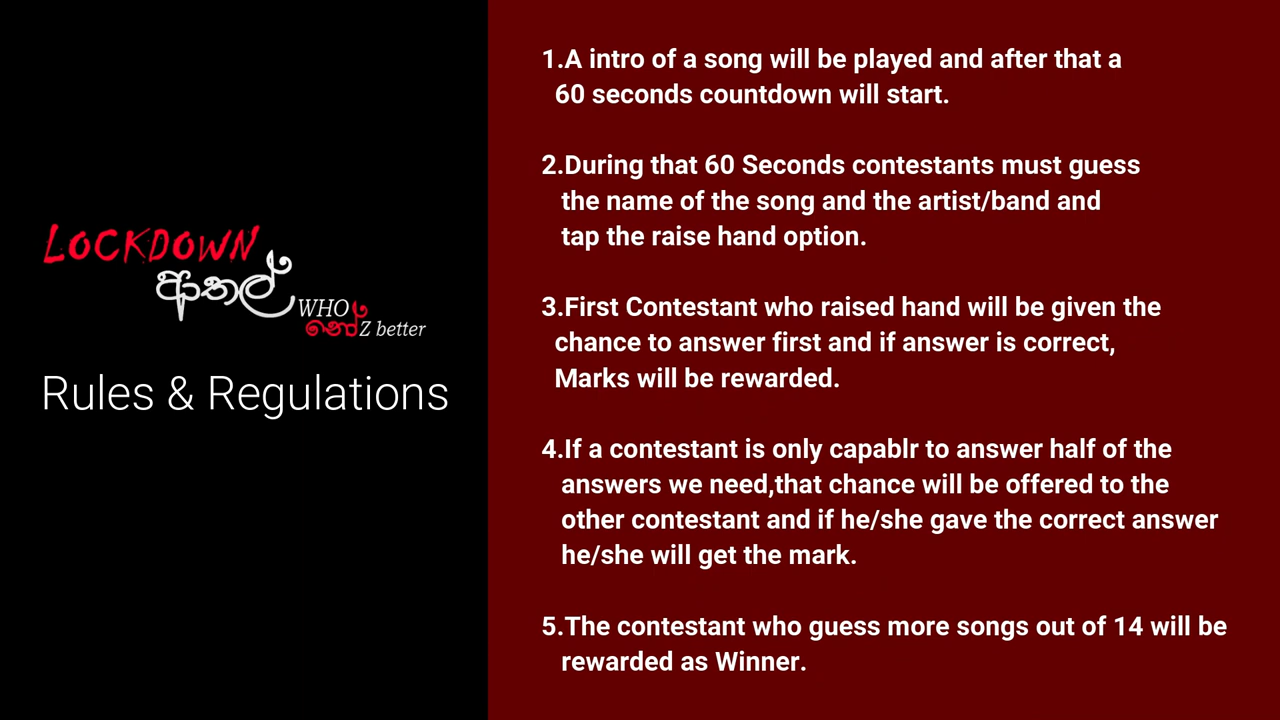 LOCKDOWN
ආතල්
WHO
නේදZ better
Rules & Regulations
1.A intro of a song will be played and after that a
60 seconds countdown will start.
2.During that 60 Seconds contestants must guess
the name of the song and the artist/band and
tap the raise hand option.
3.First Contestant who raised hand will be given the
chance to answer first and if answer is correct,
Marks will be rewarded.
4.If a contestant is only capablr to answer half of the
answers we need,that chance will be offered to the
other contestant and if he/she gave the correct answer
he/she will get the mark.
5.The contestant who guess more songs out of 14 will be
rewarded as Winner.